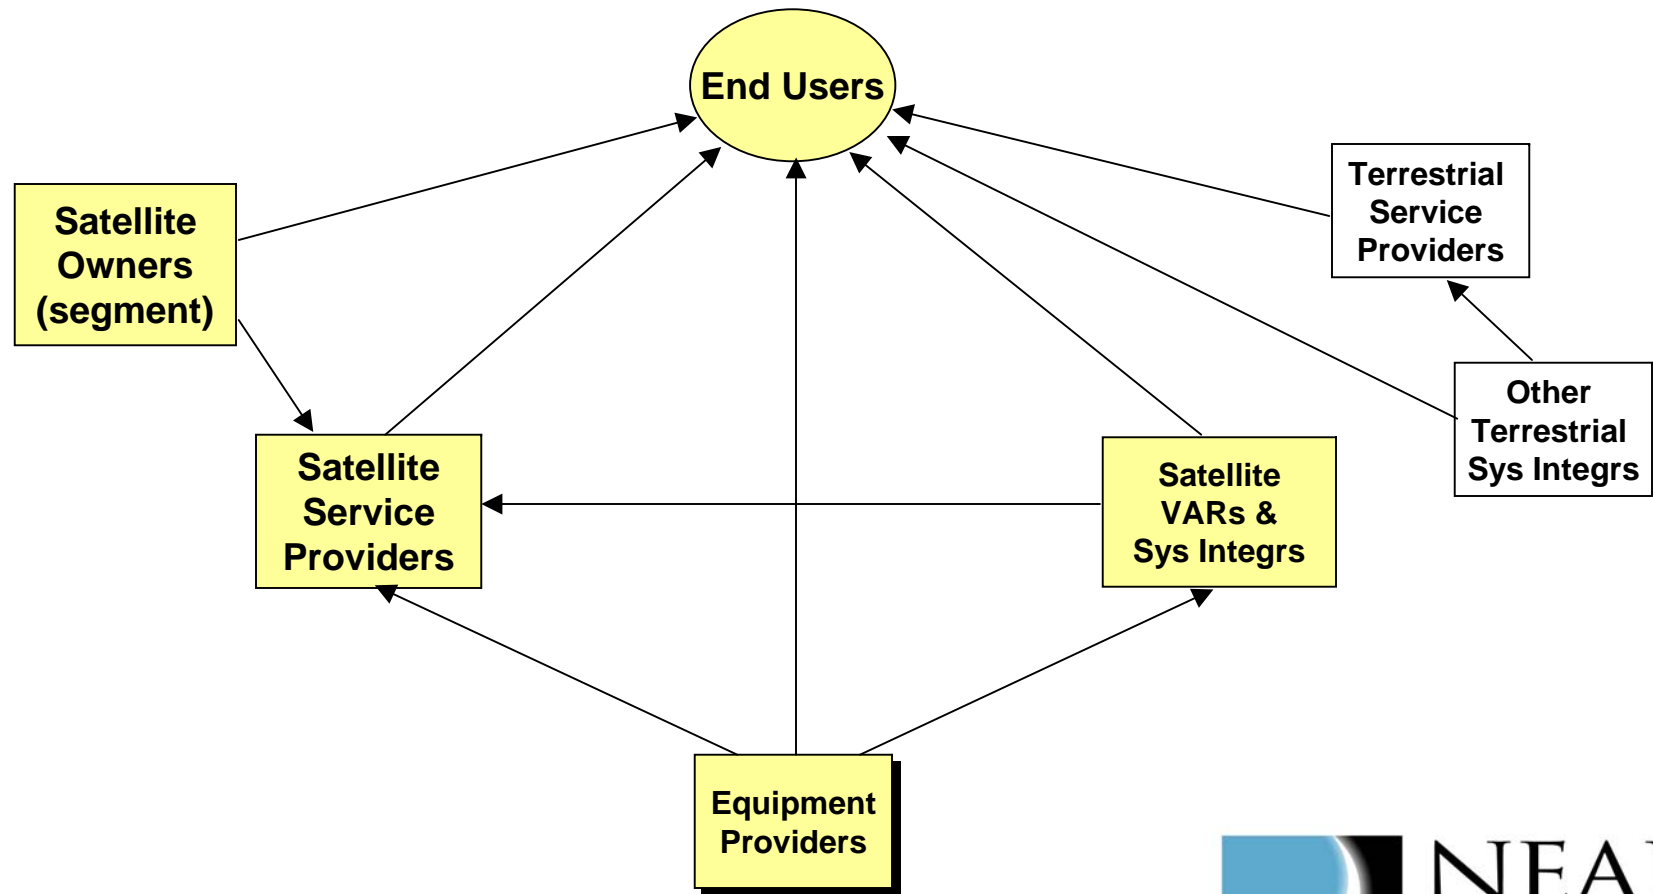 End Users
Satellite
Owners
(segment)
Terrestrial
Service
Providers
Other
Terrestrial
Sys Integrs
Satellite
Service
Providers
Satellite
VARs &
Sys Integrs
Equipment
Providers